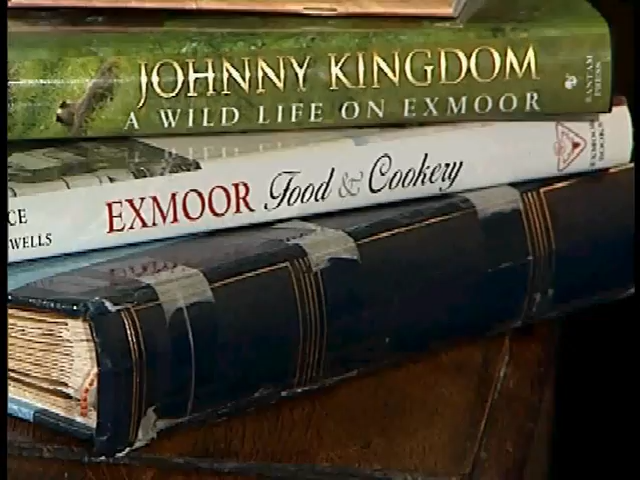 JOHNNY KINGDOM
A WILD LIFE ON EXMOOR
BANTAM
PRESS
CE
WELLS
EXMOOR Food & Cookery
EXMOOR
BOOKS